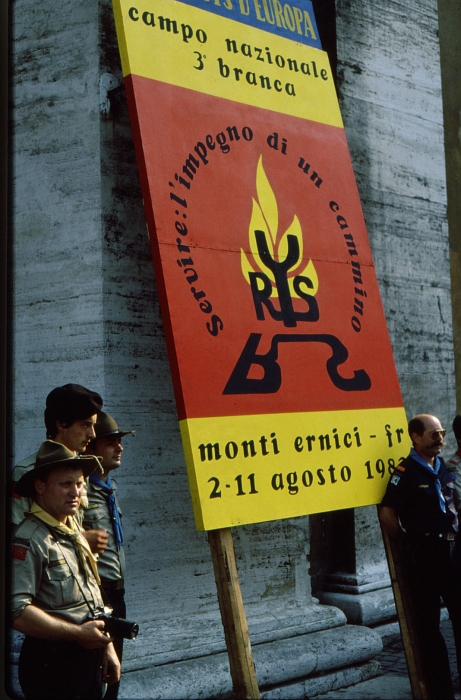 D'EUROPA
campo nazionale
3ª branca
Servire: l'impegno di un cammino
R Y S
RS
monti ernici - fr
2-11 agosto 198